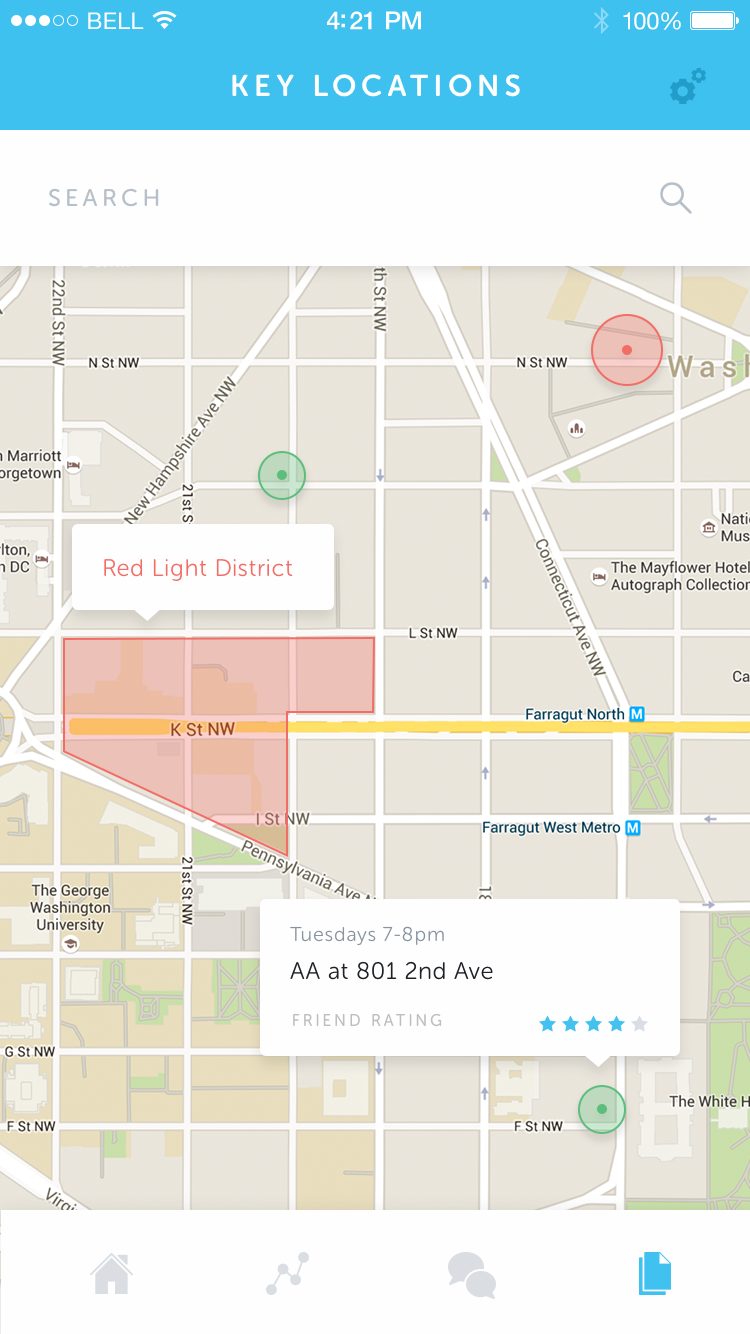 BELL
4:21 PM
100%
KEY LOCATIONS
SEARCH
22nd St NW
th St NW
N St NW
N St NW
Wash
New Hampshire Ave NW
n Marriott
orgetown
21st S
Nati
Mus
lton,
n DC
Connecticut Ave NW
The Mayflower Hotel
Autograph Collection
Red Light District
L St NW
Ca
Farragut North M
K St NW
I St NW
Farragut West Metro M
Pennsylvania Ave
21st St NW
The George
Washington
University
18
Tuesdays 7-8pm
AA at 801 2nd Ave
FRIEND RATING
G St NW
The White H
F St NW
F St NW
Virg